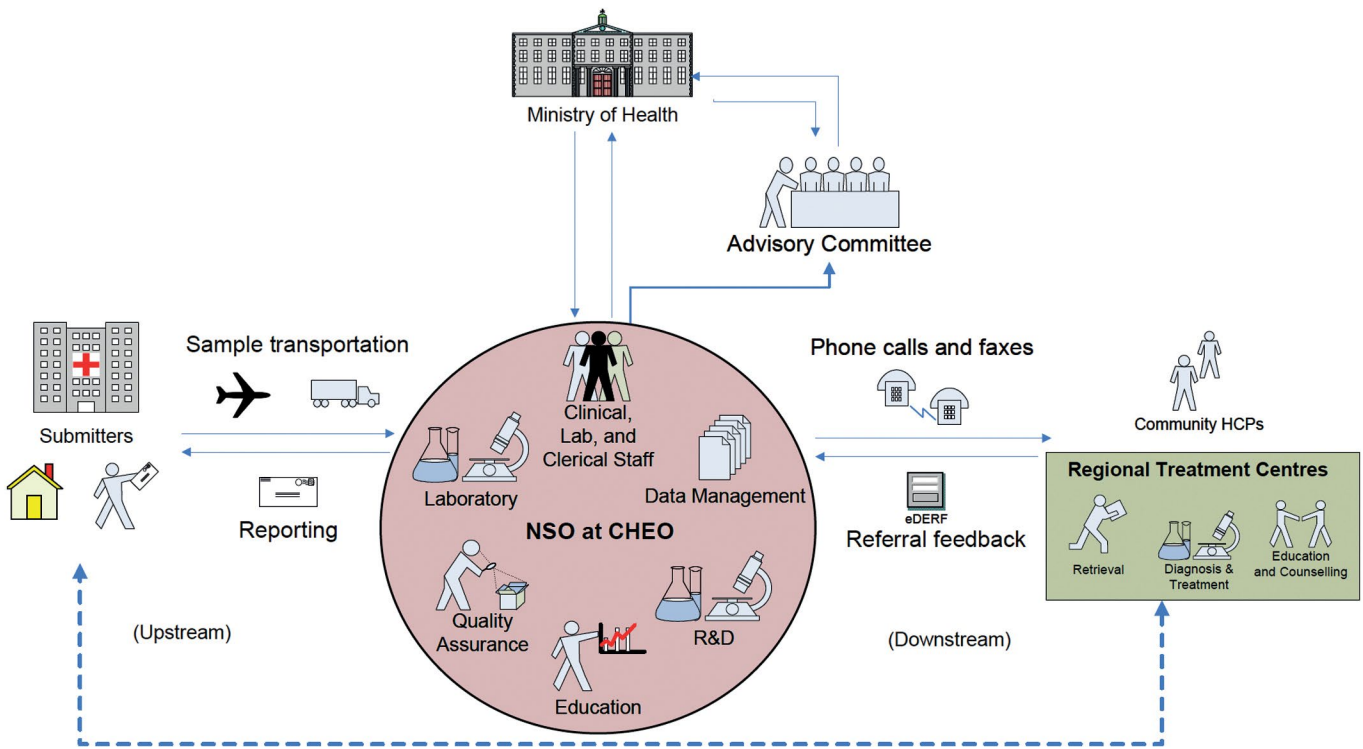 Ministry of Health
Advisory Committee
Submitters
Sample transportation
Reporting
(Upstream)
Clinical,
Lab, and
Clerical Staff
Laboratory
Data Management
NSO at CHEO
Quality
Assurance
R&D
Education
Phone calls and faxes
eDERF
Referral feedback
(Downstream)
Community HCPs
Regional Treatment Centres
Retrieval
Diagnosis &
Treatment
Education
and Counselling